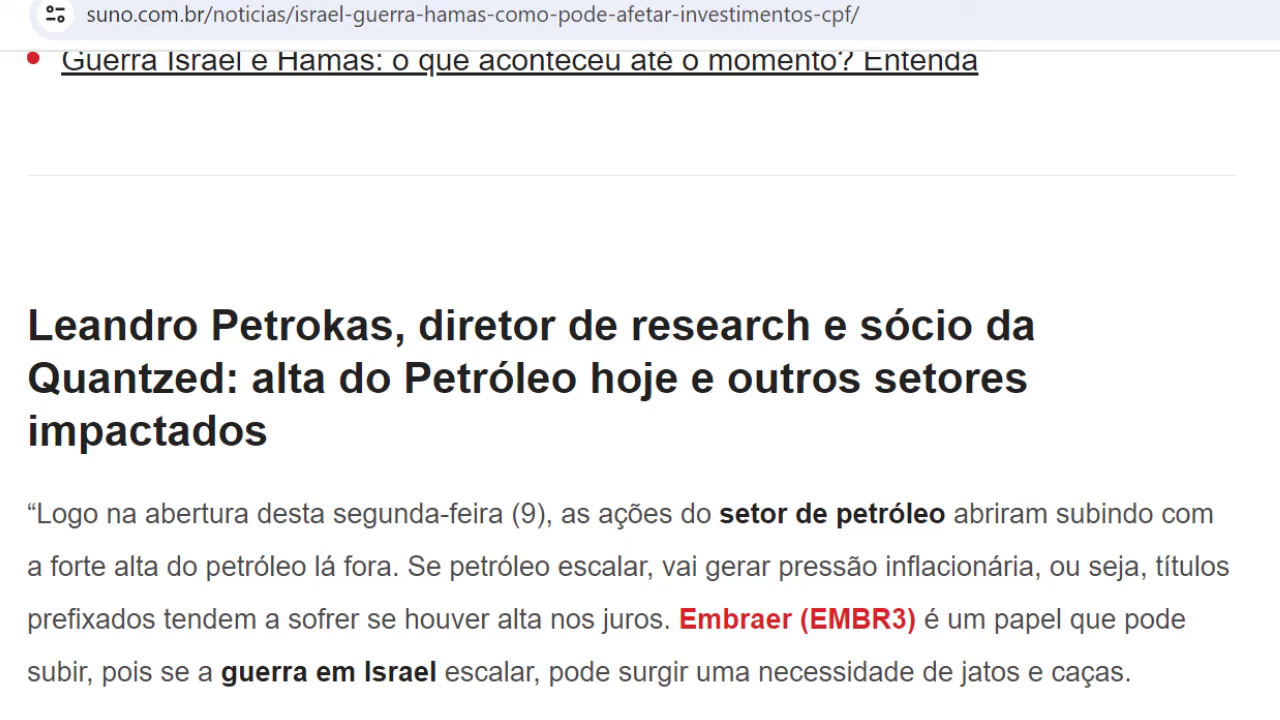 suno.com.br/noticias/israel-guerra-hamas-como-pode-afetar-investimentos-cpf/
Guerra Israel e Hamas: o que aconteceu até o momento? Entenda
Leandro Petrokas, diretor de research e sócio da
Quantzed: alta do Petróleo hoje e outros setores
impactados
“Logo na abertura desta segunda-feira (9), as ações do setor de petróleo abriram subindo com
a forte alta do petróleo lá fora. Se petróleo escalar, vai gerar pressão inflacionária, ou seja, títulos
prefixados tendem a sofrer se houver alta nos juros. Embraer (EMBR3) é um papel que pode
subir, pois se a guerra em Israel escalar, pode surgir uma necessidade de jatos e caças.